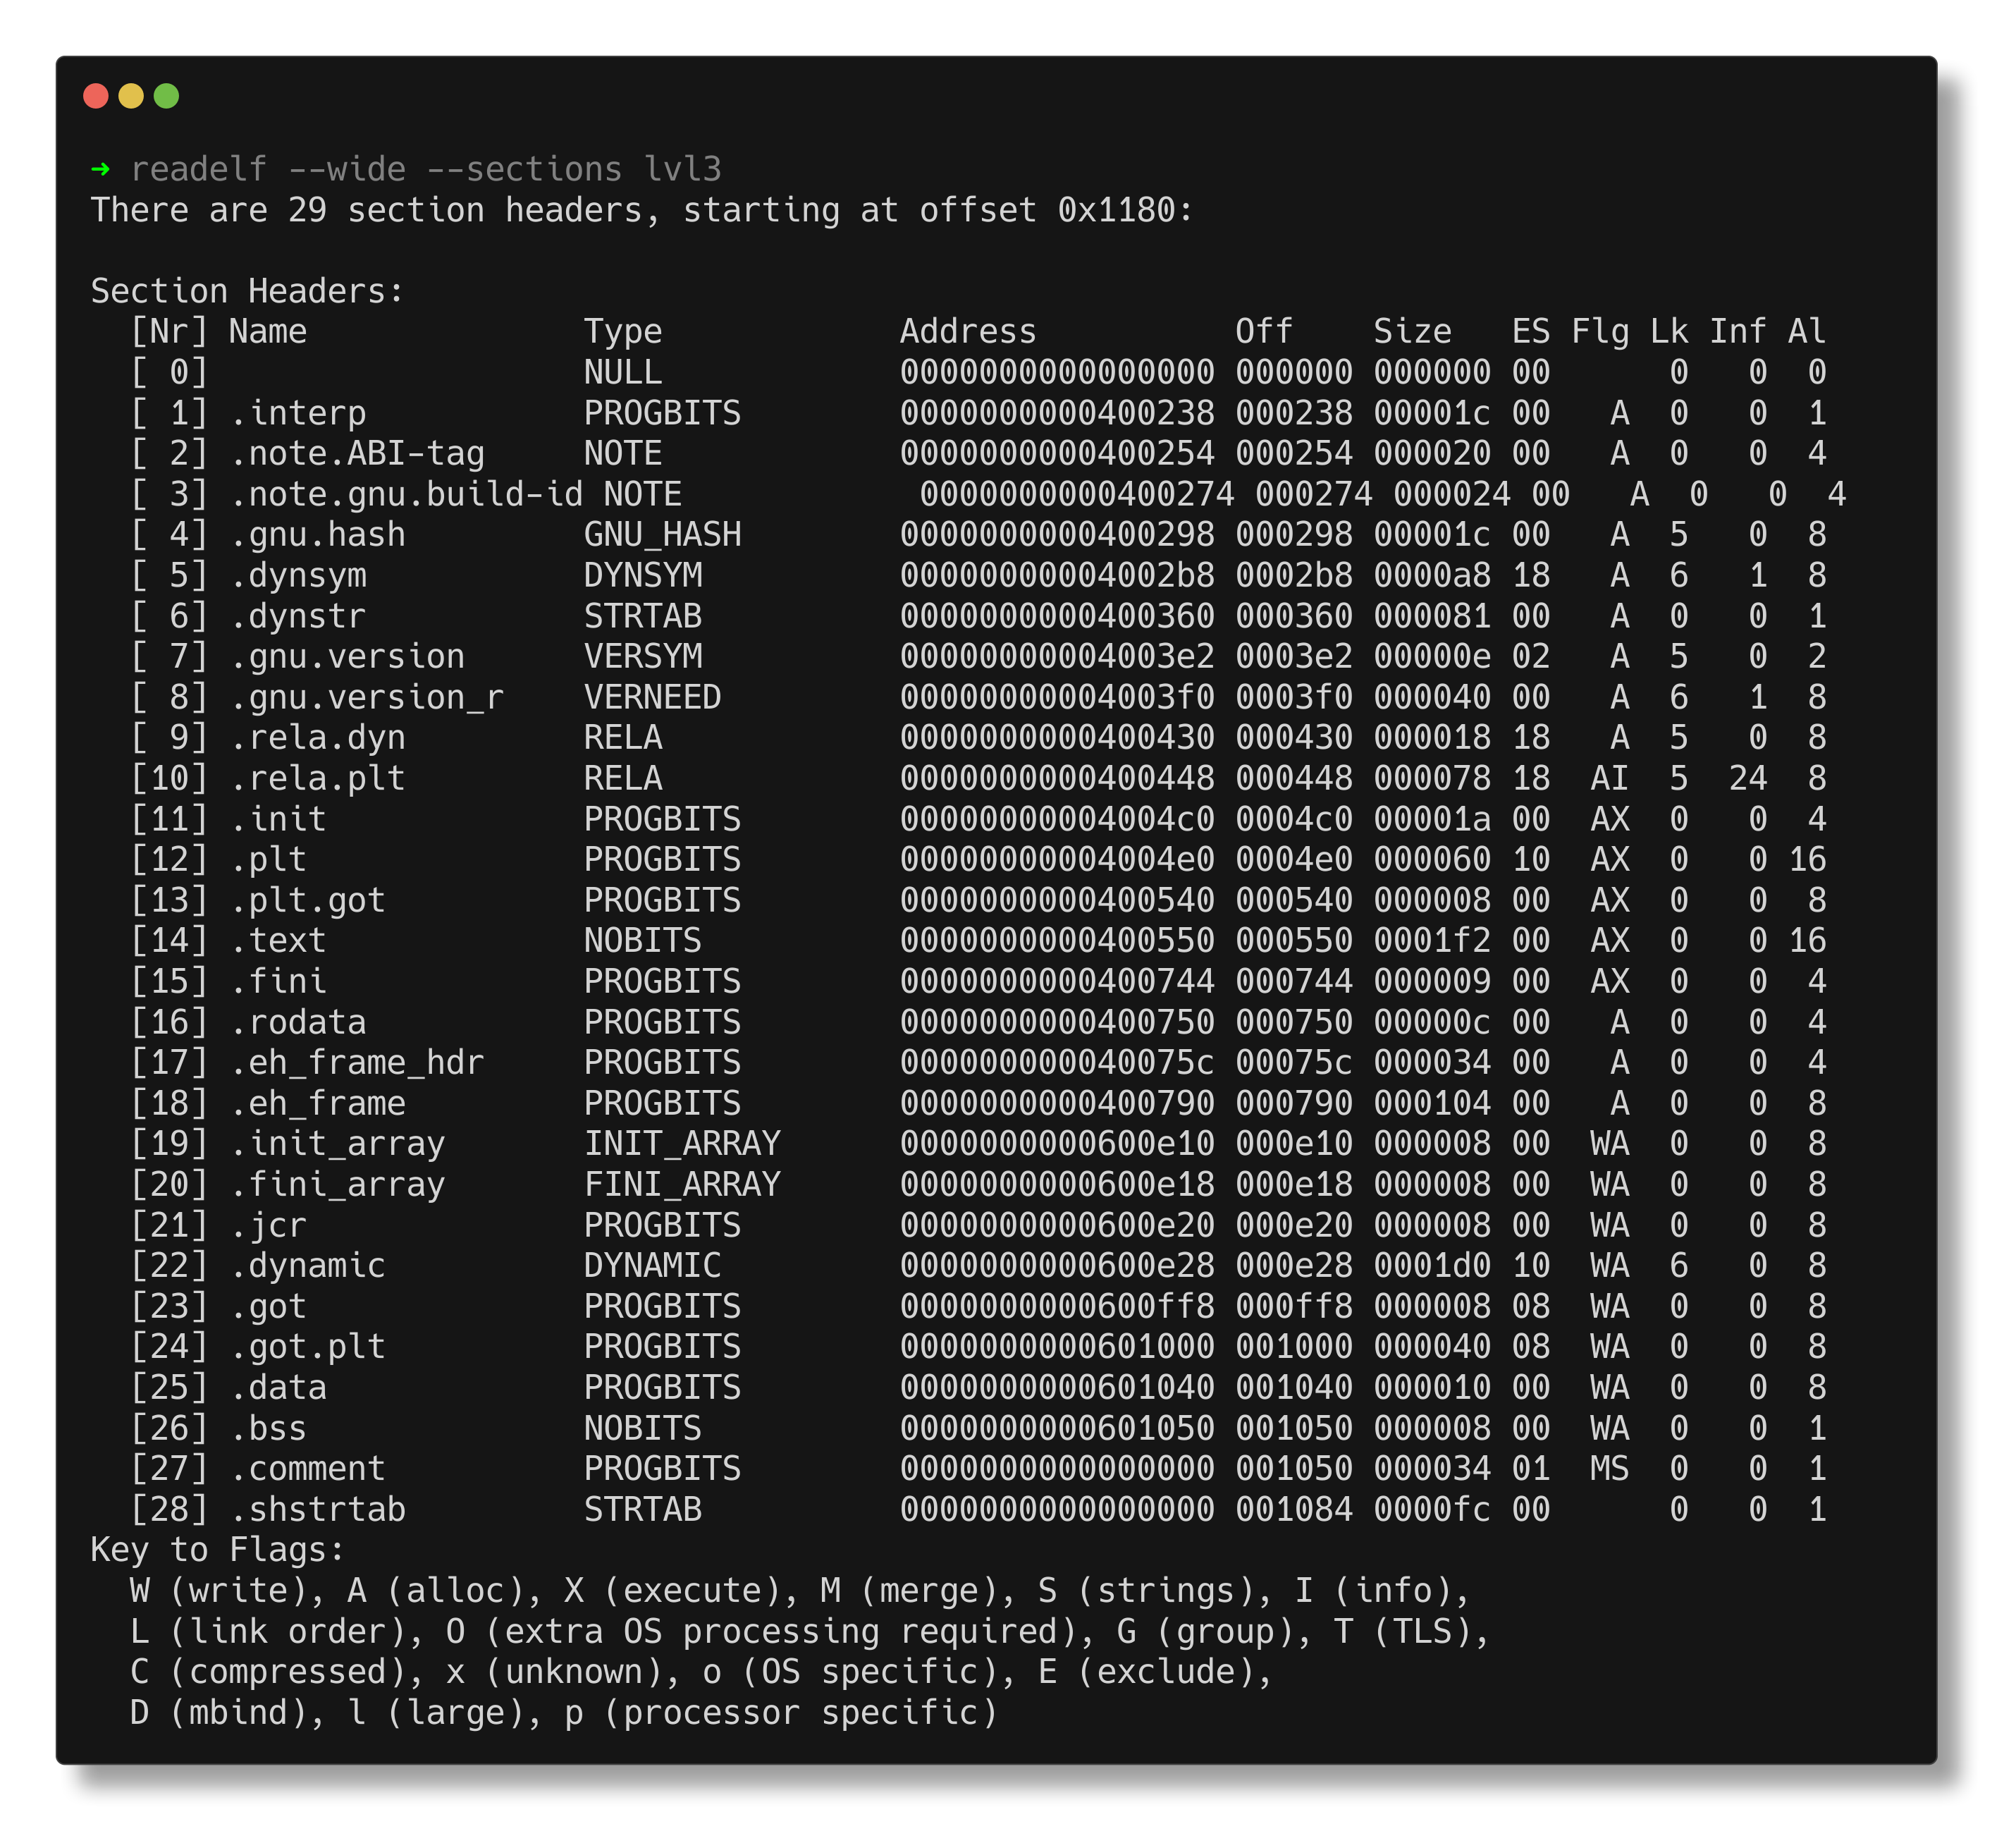 ➜ readelf --wide --sections lvl3
There are 29 section headers, starting at offset 0x1180:

Section Headers:
  [Nr] Name              Type            Address          Off    Size   ES Flg Lk Inf Al
  [ 0]                   NULL            0000000000000000 000000 000000 00      0   0  0
  [ 1] .interp           PROGBITS        0000000000400238 000238 00001c 00   A  0   0  1
  [ 2] .note.ABI-tag     NOTE            0000000000400254 000254 000020 00   A  0   0  4
  [ 3] .note.gnu.build-id NOTE            0000000000400274 000274 000024 00   A  0   0  4
  [ 4] .gnu.hash         GNU_HASH        0000000000400298 000298 00001c 00   A  5   0  8
  [ 5] .dynsym           DYNSYM          00000000004002b8 0002b8 0000a8 18   A  6   1  8
  [ 6] .dynstr           STRTAB          0000000000400360 000360 000081 00   A  0   0  1
  [ 7] .gnu.version      VERSYM          00000000004003e2 0003e2 00000e 02   A  5   0  2
  [ 8] .gnu.version_r    VERNEED         00000000004003f0 0003f0 000040 00   A  6   1  8
  [ 9] .rela.dyn         RELA            0000000000400430 000430 000018 18   A  5   0  8
  [10] .rela.plt         RELA            0000000000400448 000448 000078 18  AI  5  24  8
  [11] .init             PROGBITS        00000000004004c0 0004c0 00001a 00  AX  0   0  4
  [12] .plt              PROGBITS        00000000004004e0 0004e0 000060 10  AX  0   0 16
  [13] .plt.got          PROGBITS        0000000000400540 000540 000008 00  AX  0   0  8
  [14] .text             NOBITS          0000000000400550 000550 0001f2 00  AX  0   0 16
  [15] .fini             PROGBITS        0000000000400744 000744 000009 00  AX  0   0  4
  [16] .rodata           PROGBITS        0000000000400750 000750 00000c 00   A  0   0  4
  [17] .eh_frame_hdr     PROGBITS        000000000040075c 00075c 000034 00   A  0   0  4
  [18] .eh_frame         PROGBITS        0000000000400790 000790 000104 00   A  0   0  8
  [19] .init_array       INIT_ARRAY      0000000000600e10 000e10 000008 00  WA  0   0  8
  [20] .fini_array       FINI_ARRAY      0000000000600e18 000e18 000008 00  WA  0   0  8
  [21] .jcr              PROGBITS        0000000000600e20 000e20 000008 00  WA  0   0  8
  [22] .dynamic          DYNAMIC         0000000000600e28 000e28 0001d0 10  WA  6   0  8
  [23] .got              PROGBITS        0000000000600ff8 000ff8 000008 08  WA  0   0  8
  [24] .got.plt          PROGBITS        0000000000601000 001000 000040 08  WA  0   0  8
  [25] .data             PROGBITS        0000000000601040 001040 000010 00  WA  0   0  8
  [26] .bss              NOBITS          0000000000601050 001050 000008 00  WA  0   0  1
  [27] .comment          PROGBITS        0000000000000000 001050 000034 01  MS  0   0  1
  [28] .shstrtab         STRTAB          0000000000000000 001084 0000fc 00      0   0  1
Key to Flags:
  W (write), A (alloc), X (execute), M (merge), S (strings), I (info),
  L (link order), O (extra OS processing required), G (group), T (TLS),
  C (compressed), x (unknown), o (OS specific), E (exclude),
  D (mbind), l (large), p (processor specific)